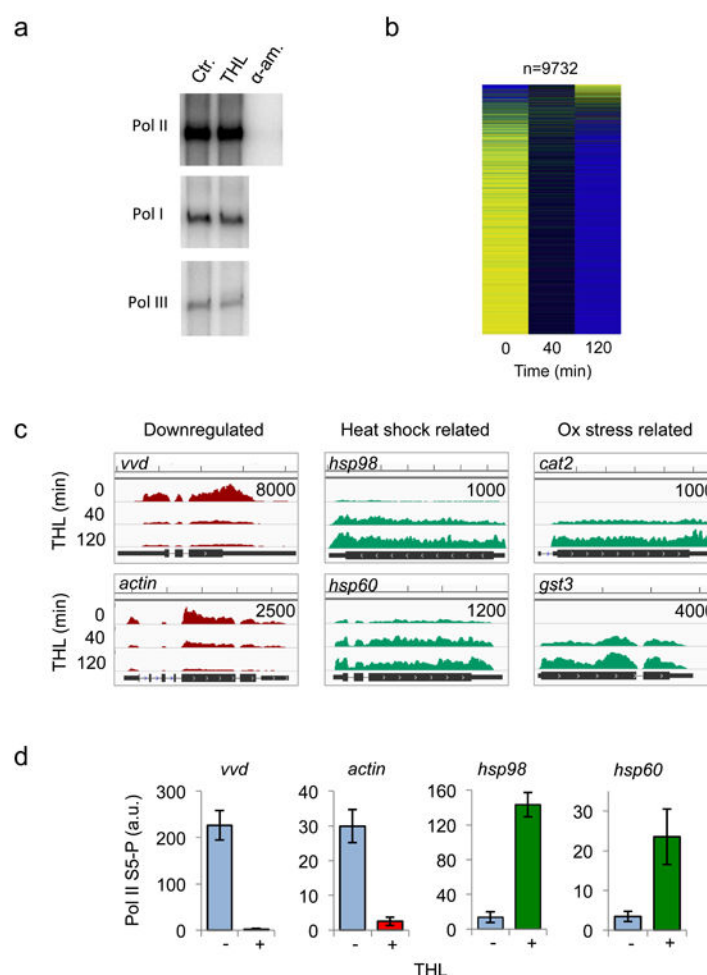 a
Ctr.
THL
α-am.
Pol II
Pol I
Pol III
b
n=9732
0 40 120
Time (min)
c
Downregulated
Heat shock related
Ox stress related
THL (min)
0
40
120
vvd
8000
hsp98
1000
cat2
THL (min)
0
40
120
actin
2500
hsp60
1200
gst3
d
vvd
actin
hsp98
hsp60
Pol II S5-P (a.u.)
300
200
100
0
- +
40
30
20
10
0
- +
160
120
80
40
0
- +
30
20
10
0
- +
THL